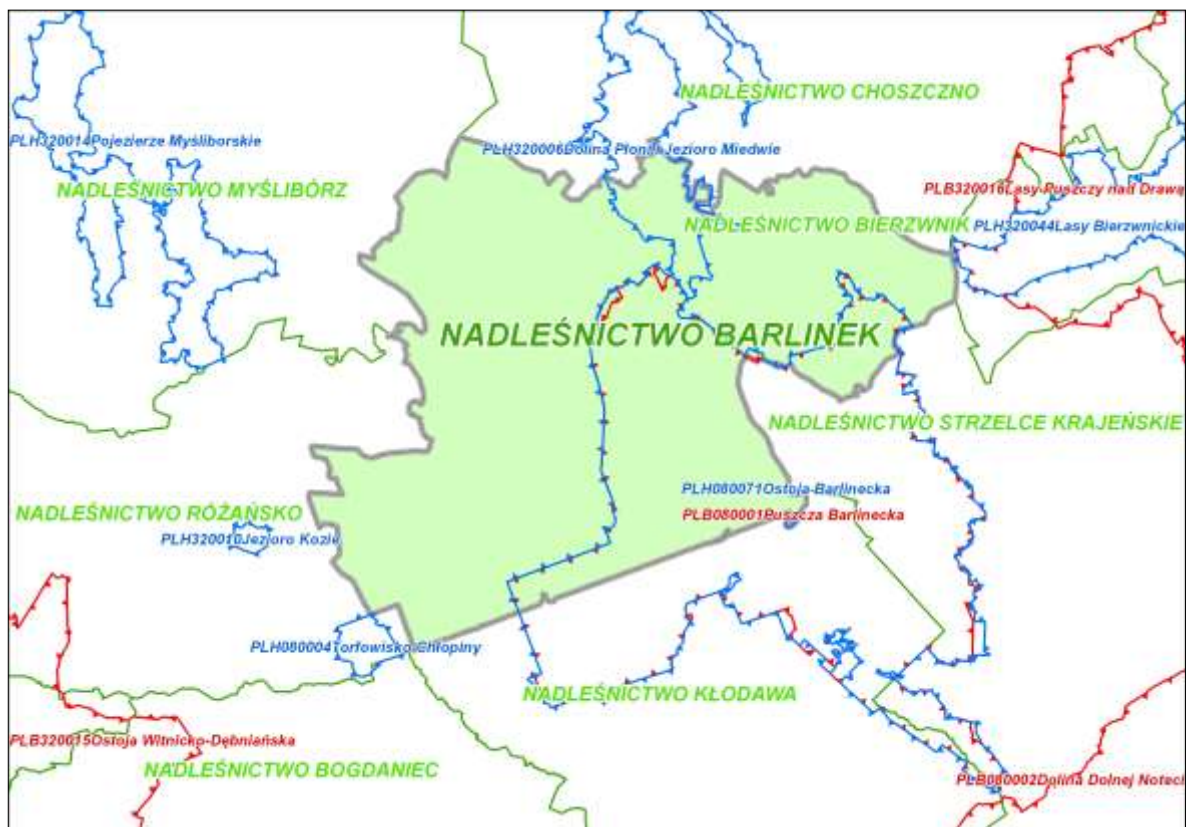 NADLEŚNICTWO CHOSZCZNO
PLH320014Pojezierze Myśliborskie
PLH320006Dolina Płoni i Jezioro Miedwie
NADLEŚNICTWO MYŚLIBÓRZ
PLB320016Lasy Puszczy nad Drawą
NADLEŚNICTWO BIERZWNIK
PLH320044Lasy Bierzwnickie
NADLEŚNICTWO BARLINEK
NADLEŚNICTWO STRZELCE KRAJEŃSKIE
PLH080071Ostoja Barlinecka
NADLEŚNICTWO RÓŻAŃSKO
PLB080001Puszcza Barlinecka
PLH320010Jezioro Kozie
PLH080004Torfowisko Chłopiny
NADLEŚNICTWO KŁODAWA
PLB320015Ostoja Witnicko-Dębniańska
NADLEŚNICTWO BOGDANIEC
PLB080002Dolina Dolnej Noteci